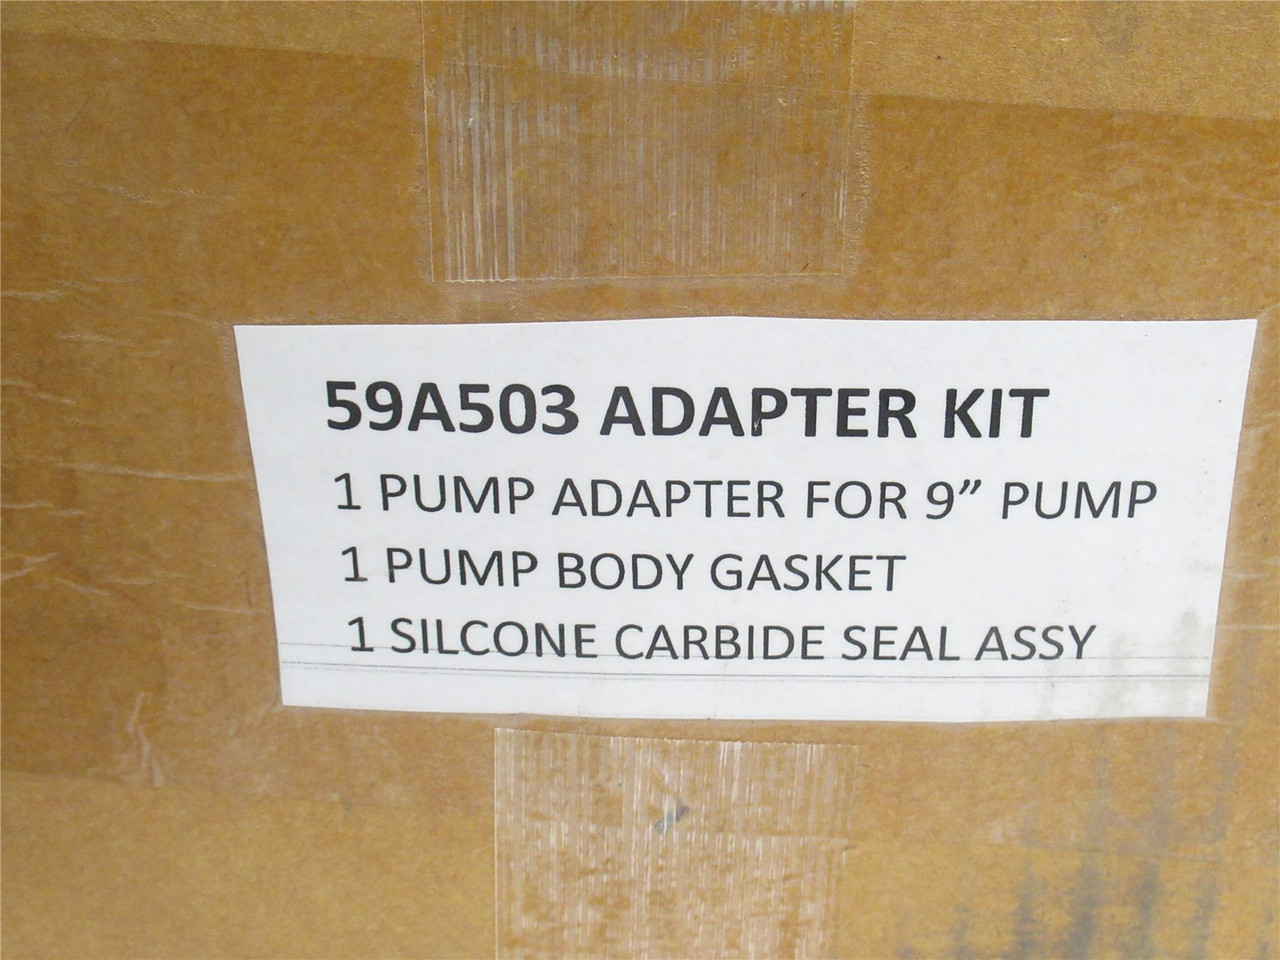 59A503 ADAPTER KIT
1 PUMP ADAPTER FOR 9” PUMP
1 PUMP BODY GASKET
1 SILCONE CARBIDE SEAL ASSY